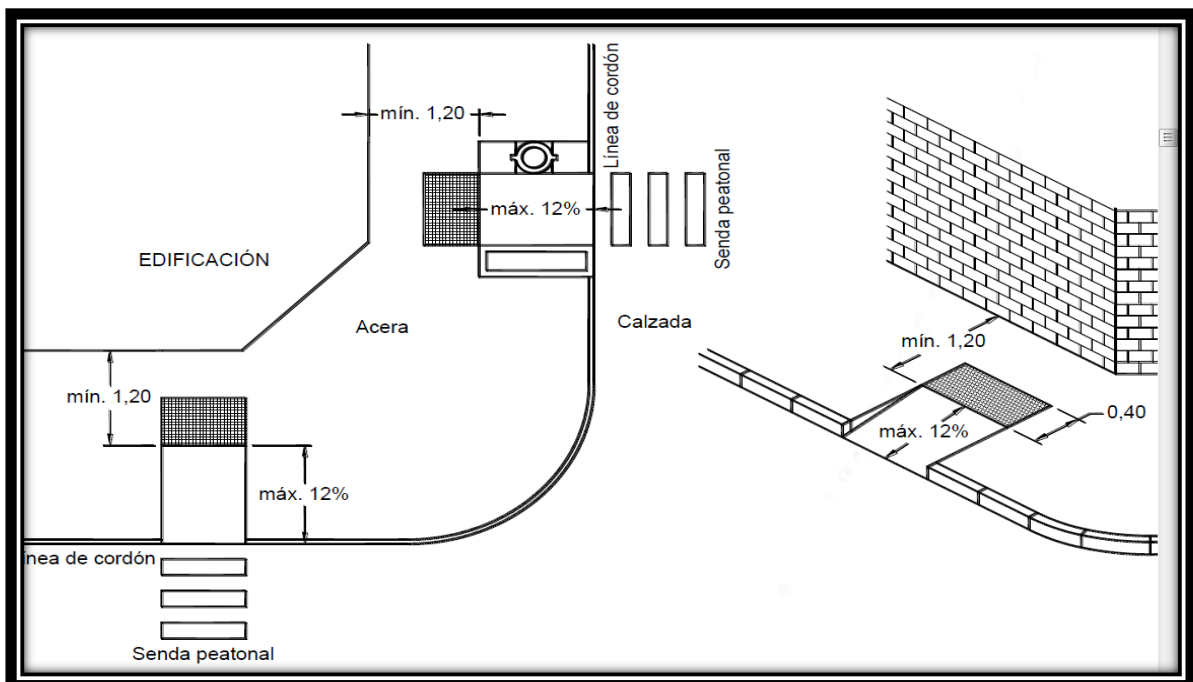 mín. 1,20
Línea de cordón
máx. 12%
Senda peatonal
EDIFICACIÓN
Acera
Calzada
mín. 1,20
máx. 12%
ínea de cordón
Senda peatonal
mín. 1,20
0,40
máx. 12%